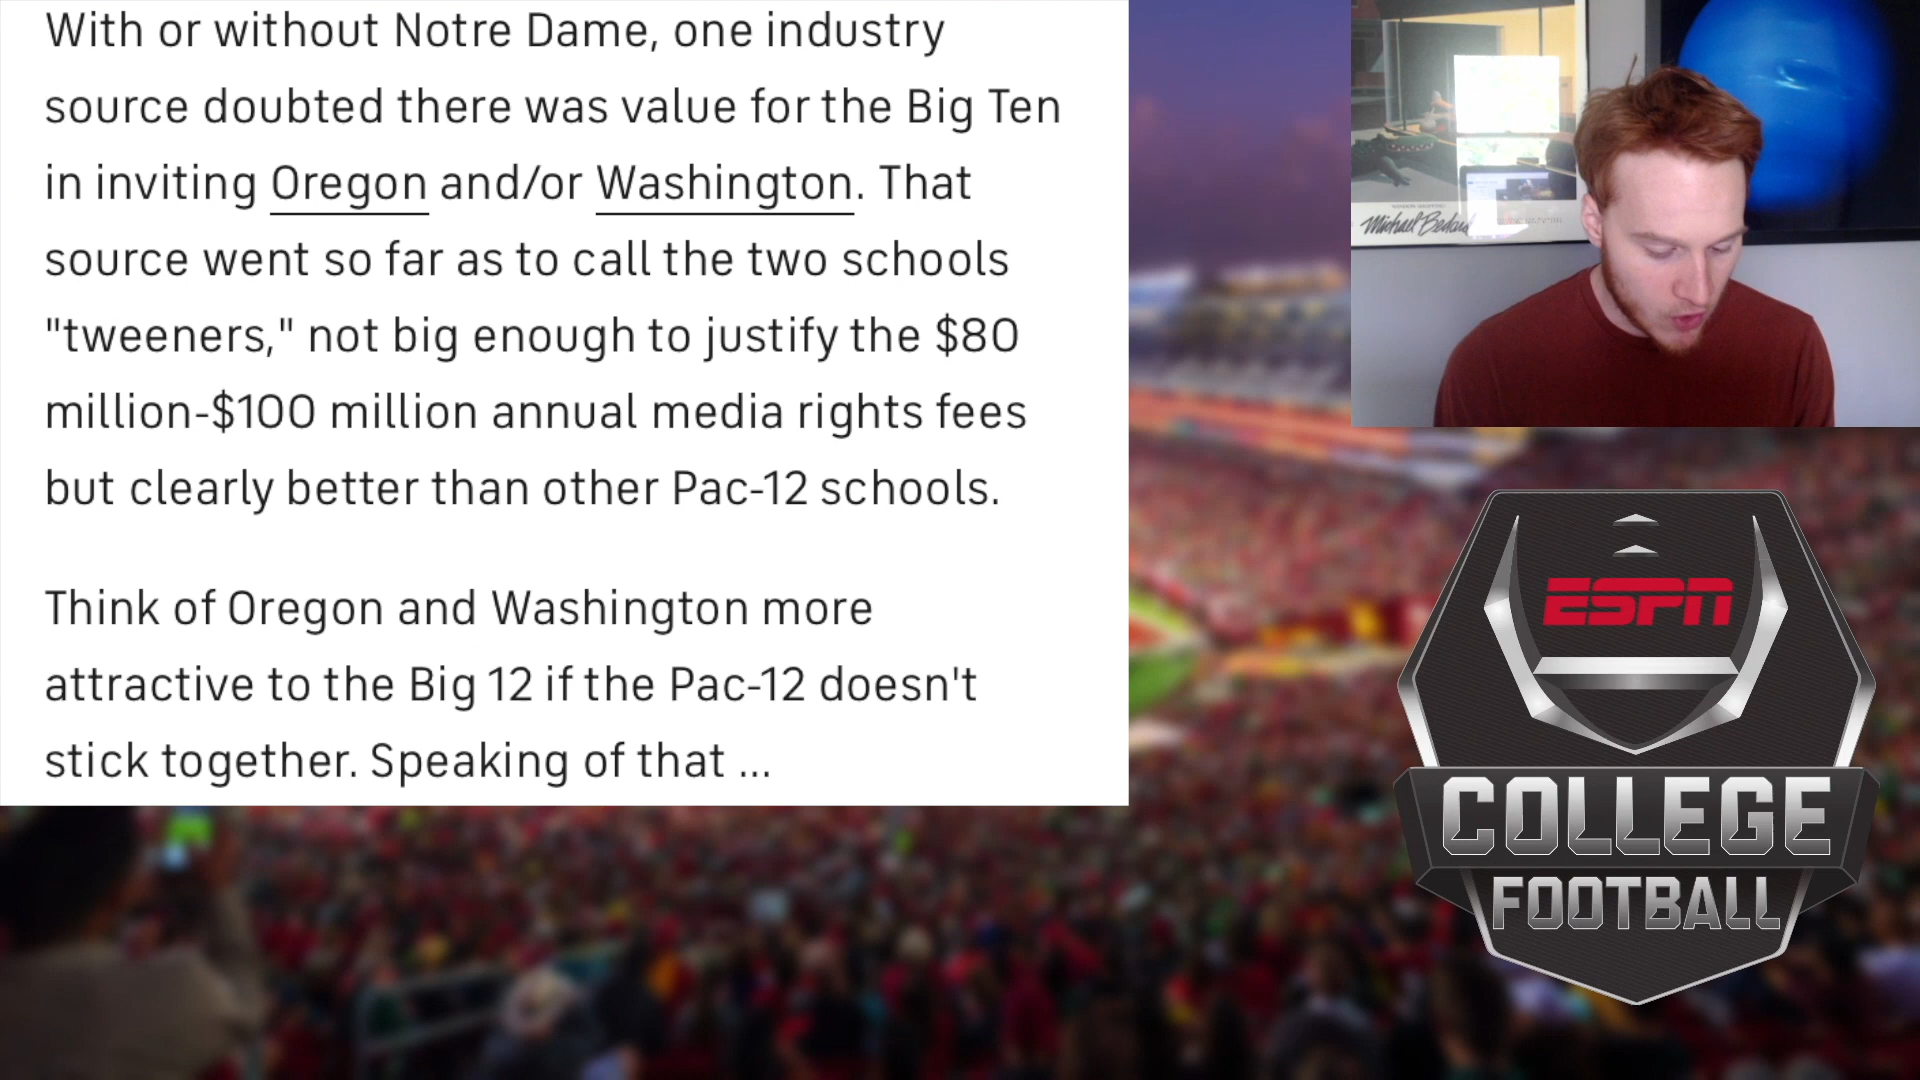 With or without Notre Dame, one industry
source doubted there was value for the Big Ten
in inviting Oregon and/or Washington. That
source went so far as to call the two schools
"tweeners," not big enough to justify the $80
million-$100 million annual media rights fees
but clearly better than other Pac-12 schools.
Think of Oregon and Washington more
attractive to the Big 12 if the Pac-12 doesn't
stick together. Speaking of that ...
Michael Bedard
ESPN
COLLEGE
FOOTBALL